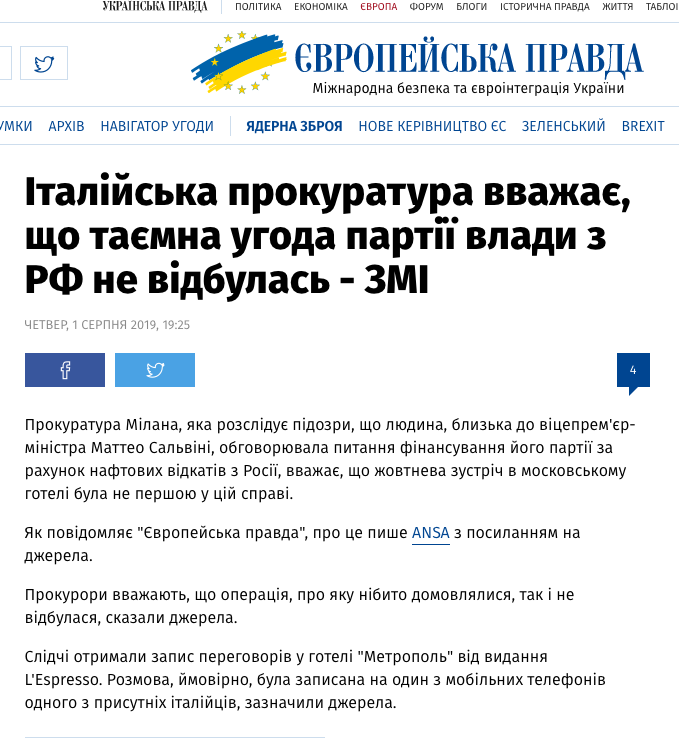 УКРАЇНСЬКА ПРАВДА ПОЛІТИКА ЕКОНОМІКА ЄВРОПА ФОРУМ БЛОГИ ІСТОРИЧНА ПРАВДА ЖИТТЯ ТАБЛОІ
ЄВРОПЕЙСЬКА ПРАВДА
Міжнародна безпека та євроінтеграція України
УМКИ АРХІВ НАВІГАТОР УГОДИ ЯДЕРНА ЗБРОЯ НОВЕ КЕРІВНИЦТВО ЄС ЗЕЛЕНСЬКИЙ BREXIT
Італійська прокуратура вважає,
що таємна угода партії влади з
РФ не відбулась - ЗМІ
ЧЕТВЕР, 1 СЕРПНЯ 2019, 19:25
4
Прокуратура Мілана, яка розслідує підозри, що людина, близька до віцепрем'єр-
міністра Маттео Сальвіні, обговорювала питання фінансування його партії за
рахунок нафтових відкатів з Росії, вважає, що жовтнева зустріч в московському
готелі була не першою у цій справі.
Як повідомляє "Європейська правда", про це пише ANSA з посиланням на
джерела.
Прокурори вважають, що операція, про яку нібито домовлялися, так і не
відбулася, сказали джерела.
Слідчі отримали запис переговорів у готелі "Метрополь" від видання
L'Espresso. Розмова, ймовірно, була записана на один з мобільних телефонів
одного з присутніх італійців, зазначили джерела.